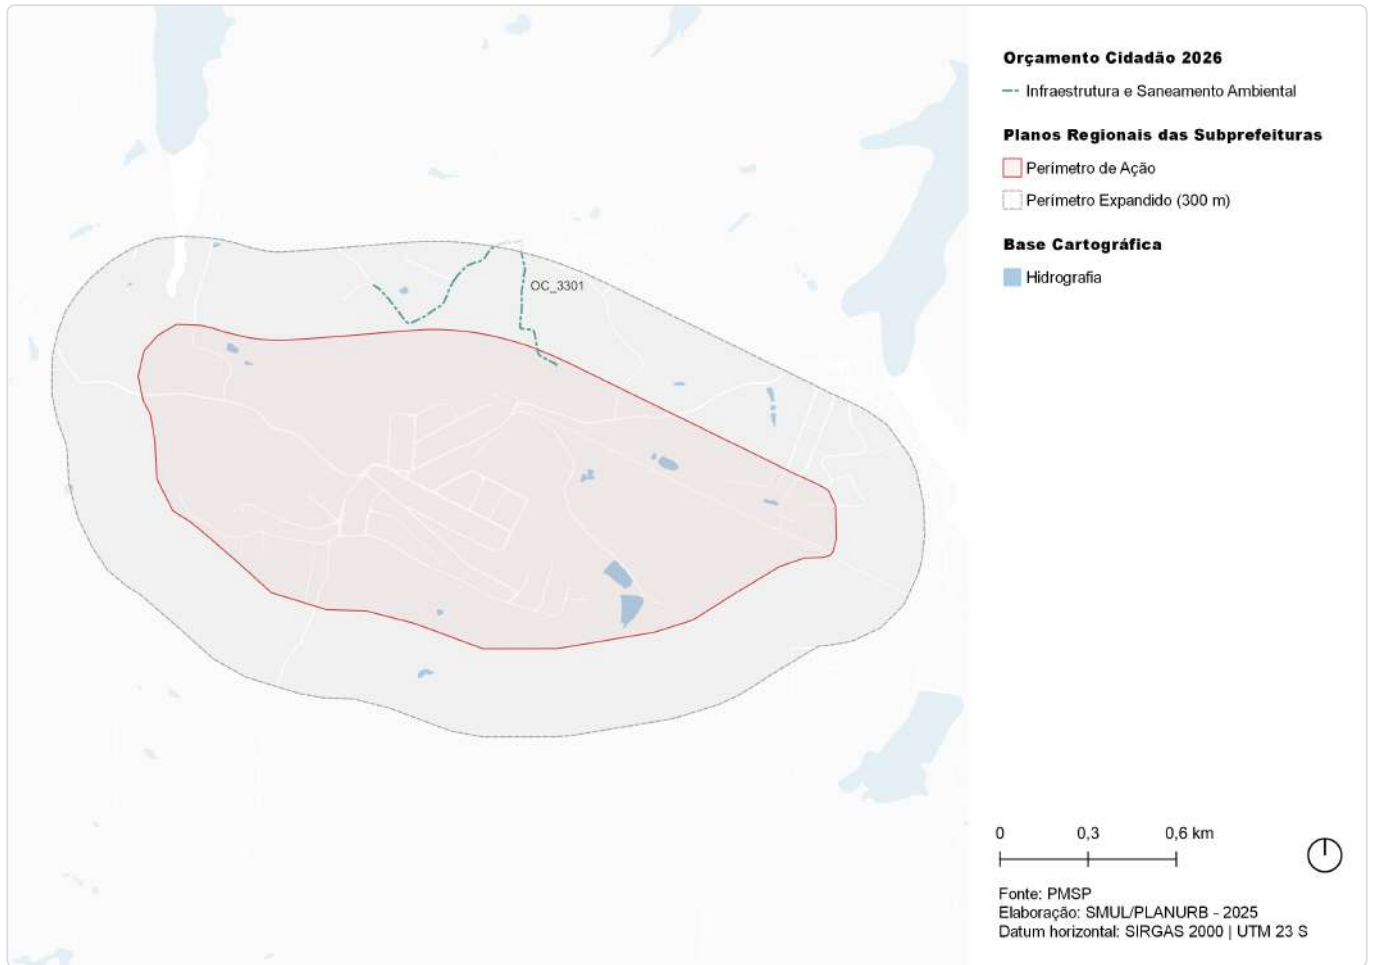 Orçamento Cidadão 2026
Infraestrutura e Saneamento Ambiental
Planos Regionais das Subprefeituras
Perímetro de Ação
Perímetro Expandido (300 m)
Base Cartográfica
Hidrografia
OC_3301
0 0,3 0,6 km
Fonte: PMSP
Elaboração: SMUL/PLANURB - 2025
Datum horizontal: SIRGAS 2000 | UTM 23 S